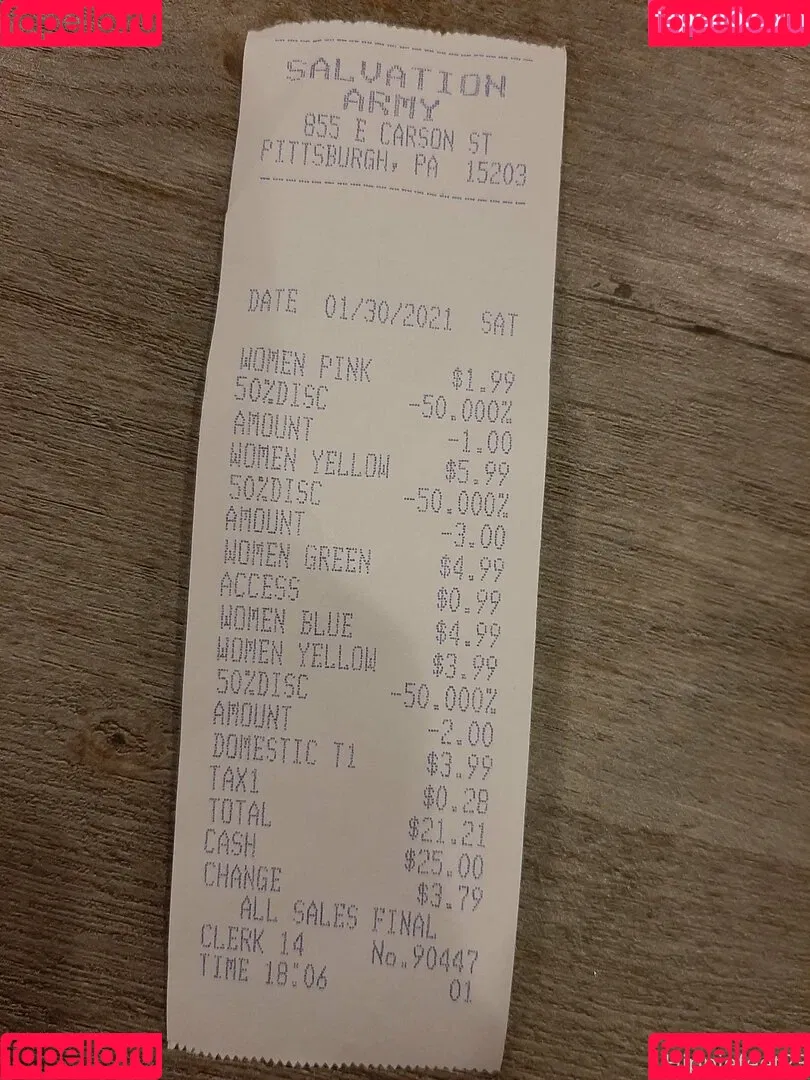 fapello.ru
fapello.ru
SALVATION
ARMY
855 E CARSON ST
PITTSBURGH, PA 15203
DATE 01/30/2021 SAT
WOMEN PINK $1.99
50%DISC -50.000%
AMOUNT -1.00
WOMEN YELLOW $5.99
50%DISC -50.000%
AMOUNT -3.00
WOMEN GREEN $4.99
ACCESS $0.99
WOMEN BLUE $4.99
WOMEN YELLOW $3.99
50%DISC -50.000%
AMOUNT -2.00
DOMESTIC T1 $3.99
TAX1 $0.28
TOTAL $21.21
CASH $25.00
CHANGE $3.79
ALL SALES FINAL
CLERK 14 No.90447
TIME 18:06 01
fapello.ru
fapello.ru